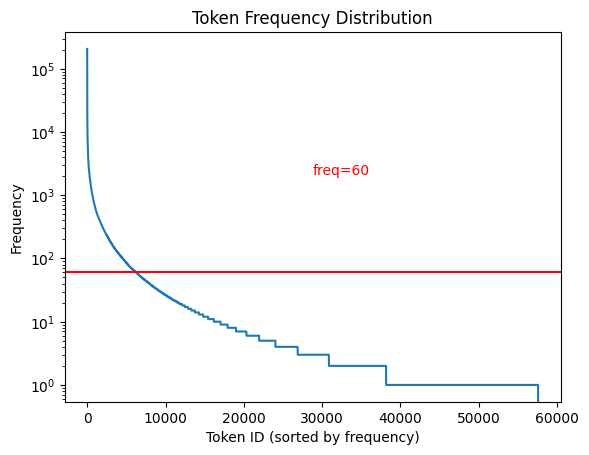 Token Frequency Distribution
10^5
10^4
10^3
10^2
10^1
10^0
Frequency
freq=60
0 10000 20000 30000 40000 50000 60000
Token ID (sorted by frequency)